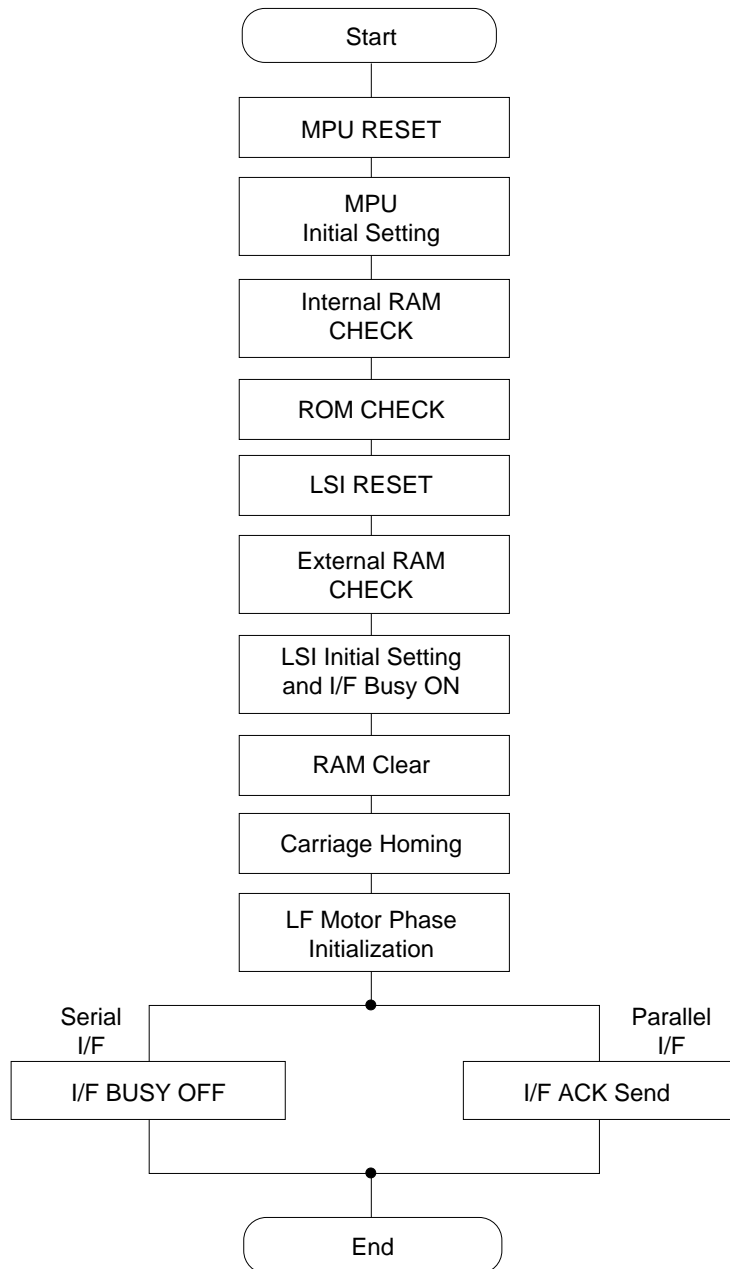 Start
MPU RESET
MPU
Initial Setting
Internal RAM
CHECK
ROM CHECK
LSI RESET
External RAM
CHECK
LSI Initial Setting
and I/F Busy ON
RAM Clear
Carriage Homing
LF Motor Phase
Initialization
Serial
I/F
Parallel
I/F
I/F BUSY OFF
I/F ACK Send
End